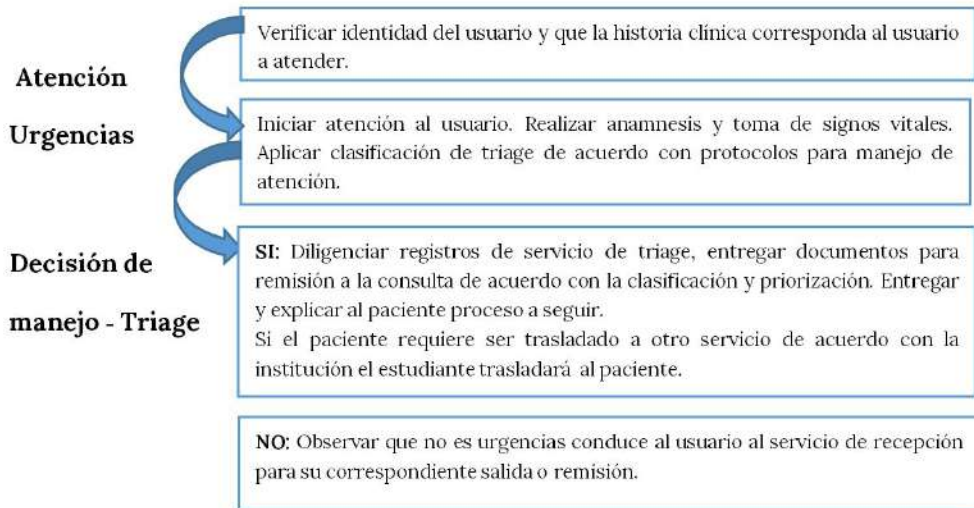 Atención
Urgencias
Verificar identidad del usuario y que la historia clínica corresponda al usuario
a atender.
Iniciar atención al usuario. Realizar anamnesis y toma de signos vitales.
Aplicar clasificación de triage de acuerdo con protocolos para manejo de
atención.
Decisión de
manejo - Triage
SI: Diligenciar registros de servicio de triage, entregar documentos para
remisión a la consulta de acuerdo con la clasificación y priorización. Entregar
y explicar al paciente proceso a seguir.
Si el paciente requiere ser trasladado a otro servicio de acuerdo con la
institución el estudiante trasladará al paciente.
NO: Observar que no es urgencias conduce al usuario al servicio de recepción
para su correspondiente salida o remisión.